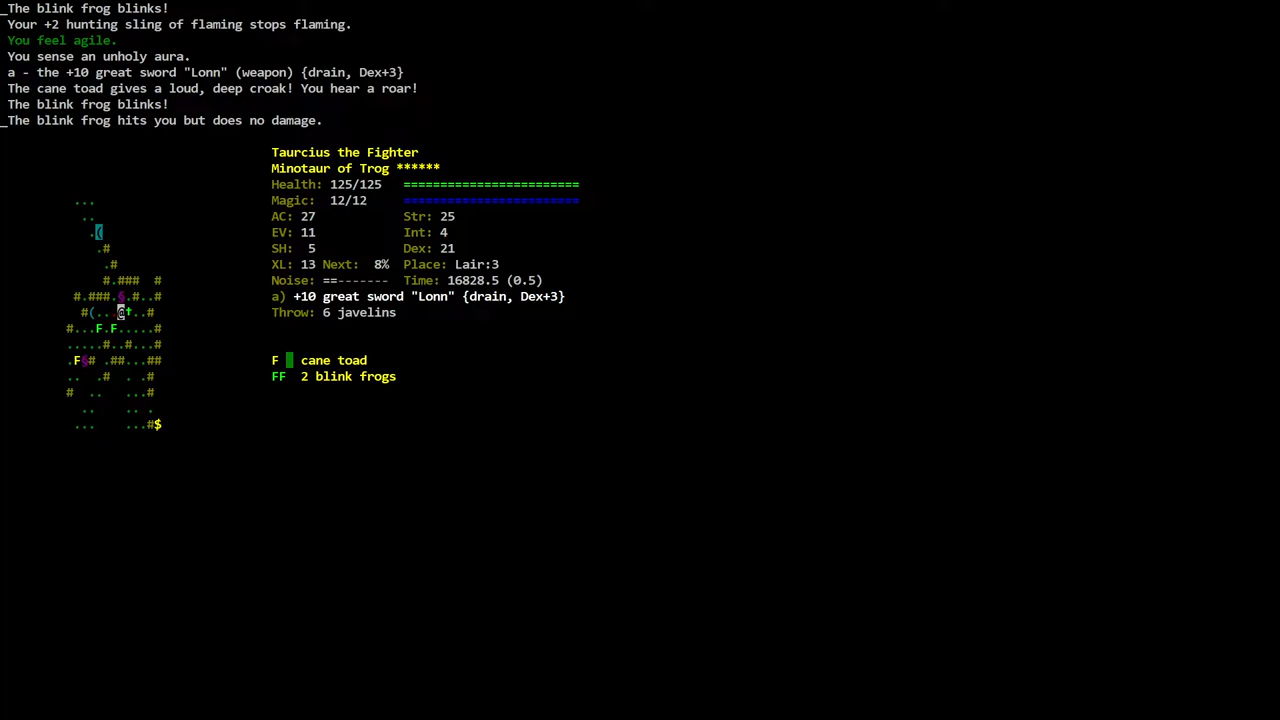 _The blink frog blinks!
Your +2 hunting sling of flaming stops flaming.
You feel agile.
You sense an unholy aura.
a - the +10 great sword "Lonn" (weapon) {drain, Dex+3}
The cane toad gives a loud, deep croak! You hear a roar!
The blink frog blinks!
_The blink frog hits you but does no damage.
Taurcius the Fighter
Minotaur of Trog ******
Health: 125/125 ========================
Magic: 12/12 ========================
AC: 27 Str: 25
EV: 11 Int: 4
SH: 5 Dex: 21
XL: 13 Next: 8% Place: Lair:3
Noise: ==------- Time: 16828.5 (0.5)
a) +10 great sword "Lonn" {drain, Dex+3}
Throw: 6 javelins
...
..
.(
.#
.#
#.### #
#.###.§.#..#
#(...@†..#
#...F.F.....#
.....#..#...#
.F§# .##...##
.. .# . .#
# .. ...#
.. .. .
... ...#$
F cane toad
FF 2 blink frogs